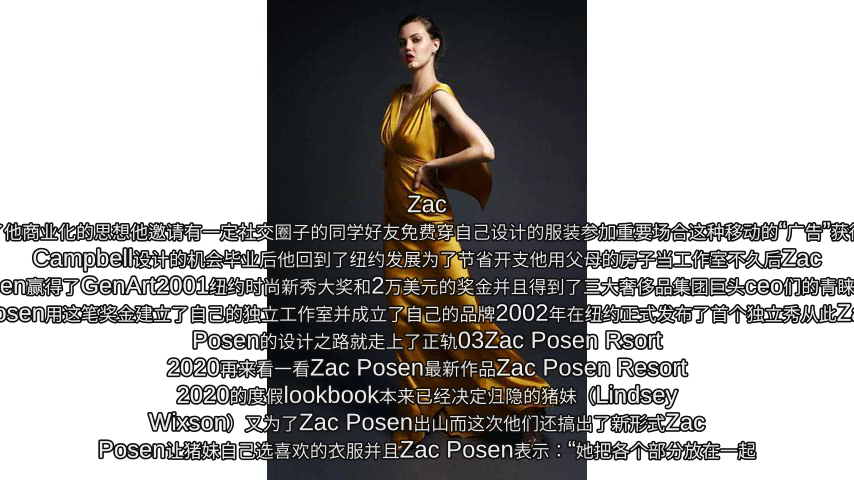 Zac
他商业化的思想他邀请有一定社交圈子的同学好友免费穿自己设计的服装参加重要场合这种移动的“广告”获
Campbell设计的机会毕业后他回到了纽约发展为了节省开支他用父母的房子当工作室不久后Zac
en赢得了GenArt2001纽约时尚新秀大奖和2万美元的奖金并且得到了三大奢侈品集团巨头ceo们的青睐
osen用这笔奖金建立了自己的独立工作室并成立了自己的品牌2002年在纽约正式发布了首个独立秀从此Za
Posen的设计之路就走上了正轨03Zac Posen Rsort
2020再来看一看Zac Posen最新作品Zac Posen Resort
2020的度假lookbook本来已经决定归隐的猪妹（Lindsey
Wixson）又为了Zac Posen出山而这次他们还搞出了新形式Zac
Posen让猪妹自己选喜欢的衣服并且Zac Posen表示：“她把各个部分放在一起